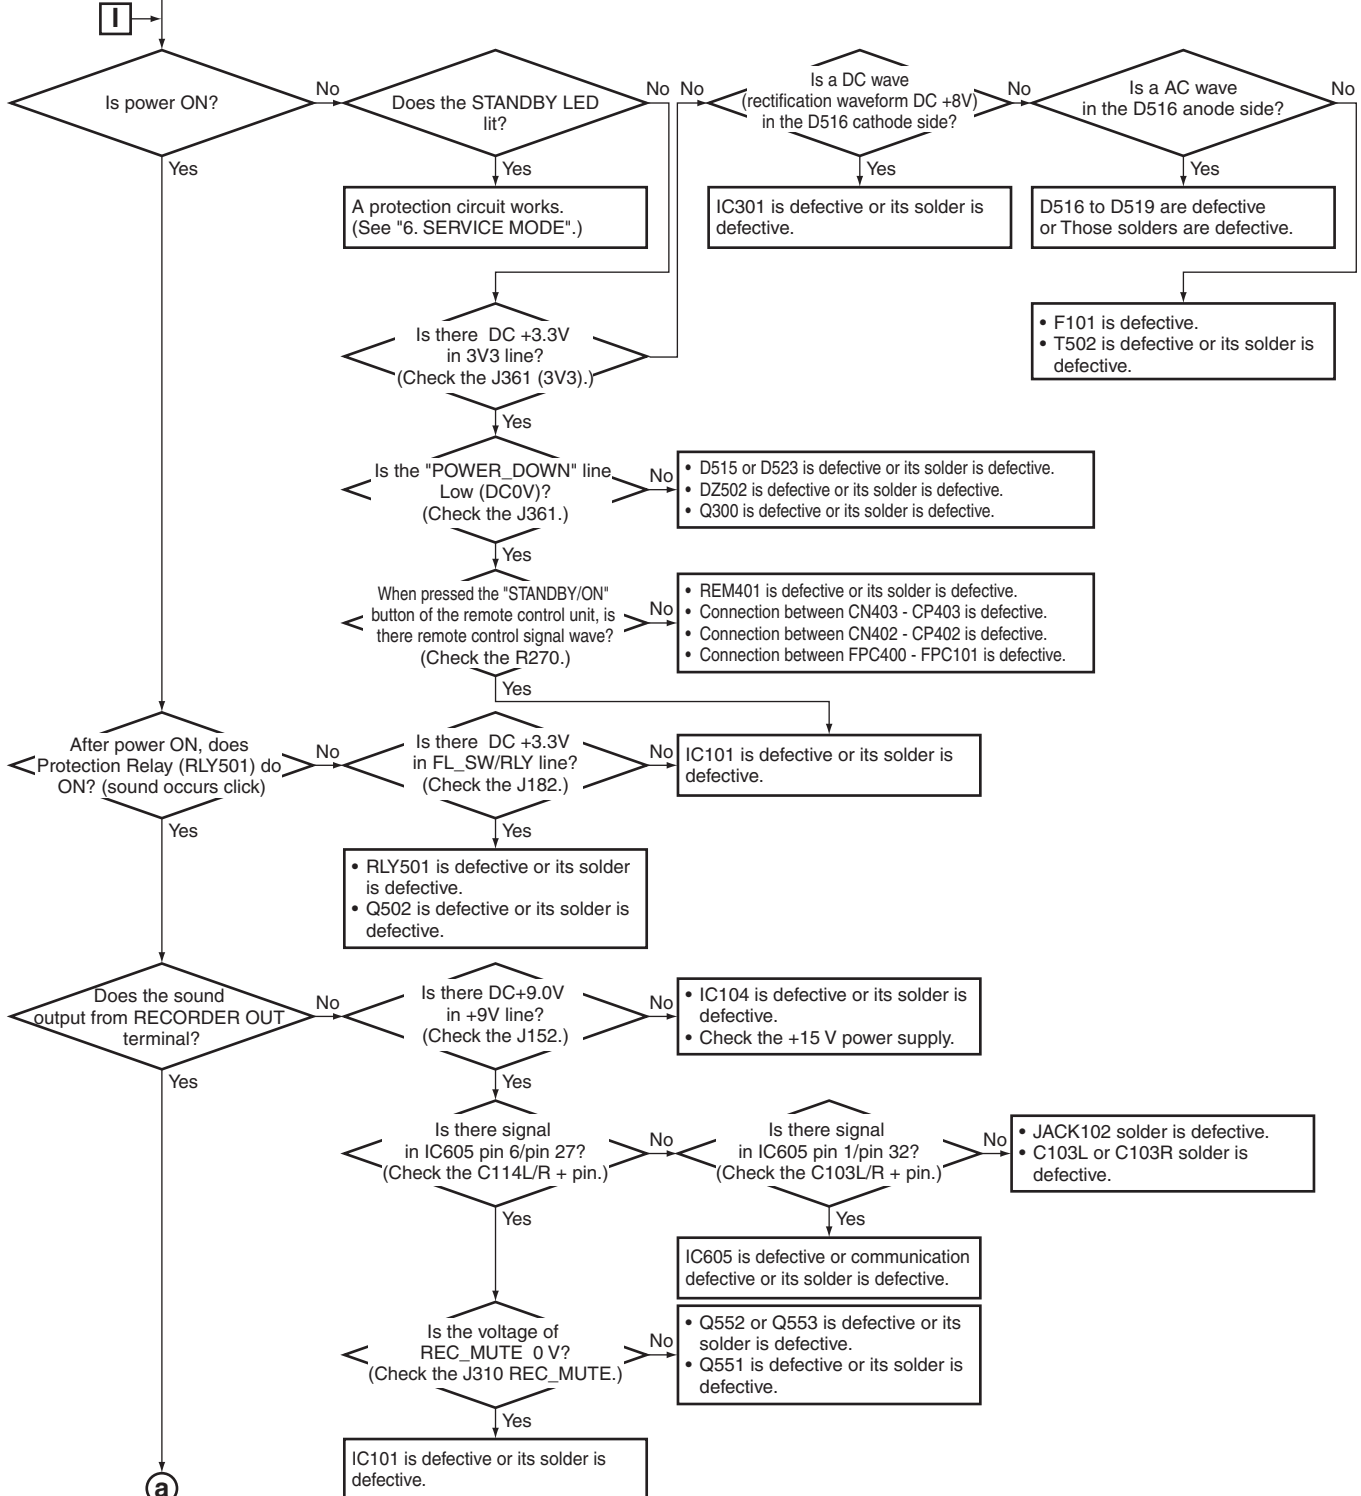 I
Is power ON?
No
Does the STANDBY LED
lit?
No
No
Is a DC wave
(rectification waveform DC +8V)
in the D516 cathode side?
No
Is a AC wave
in the D516 anode side?
No
Yes
Yes
Yes
Yes
A protection circuit works.
(See "6. SERVICE MODE".)
IC301 is defective or its solder is
defective.
D516 to D519 are defective
or Those solders are defective.
Is there DC +3.3V
in 3V3 line?
(Check the J361 (3V3).)
• F101 is defective.
• T502 is defective or its solder is
defective.
Yes
Is the "POWER_DOWN" line
Low (DC0V)?
(Check the J361.)
No
• D515 or D523 is defective or its solder is defective.
• DZ502 is defective or its solder is defective.
• Q300 is defective or its solder is defective.
Yes
When pressed the "STANDBY/ON"
button of the remote control unit, is
there remote control signal wave?
(Check the R270.)
No
• REM401 is defective or its solder is defective.
• Connection between CN403 - CP403 is defective.
• Connection between CN402 - CP402 is defective.
• Connection between FPC400 - FPC101 is defective.
Yes
After power ON, does
Protection Relay (RLY501) do
ON? (sound occurs click)
No
Is there DC +3.3V
in FL_SW/RLY line?
(Check the J182.)
No
IC101 is defective or its solder is
defective.
Yes
Yes
• RLY501 is defective or its solder
is defective.
• Q502 is defective or its solder is
defective.
Does the sound
output from RECORDER OUT
terminal?
No
Is there DC+9.0V
in +9V line?
(Check the J152.)
No
• IC104 is defective or its solder is
defective.
• Check the +15 V power supply.
Yes
Yes
Is there signal
in IC605 pin 6/pin 27?
(Check the C114L/R + pin.)
No
Is there signal
in IC605 pin 1/pin 32?
(Check the C103L/R + pin.)
No
• JACK102 solder is defective.
• C103L or C103R solder is
defective.
Yes
Yes
IC605 is defective or communication
defective or its solder is defective.
Is the voltage of
REC_MUTE 0 V?
(Check the J310 REC_MUTE.)
No
• Q552 or Q553 is defective or its
solder is defective.
• Q551 is defective or its solder is
defective.
Yes
IC101 is defective or its solder is
defective.
a